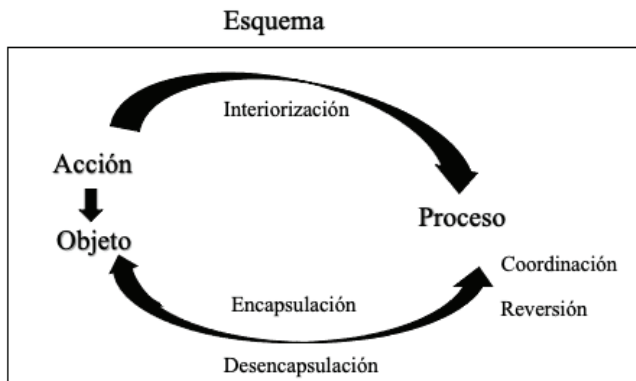 Esquema
Interiorización
Acción
Proceso
Objeto
Coordinación
Encapsulación
Reversión
Desencapsulación